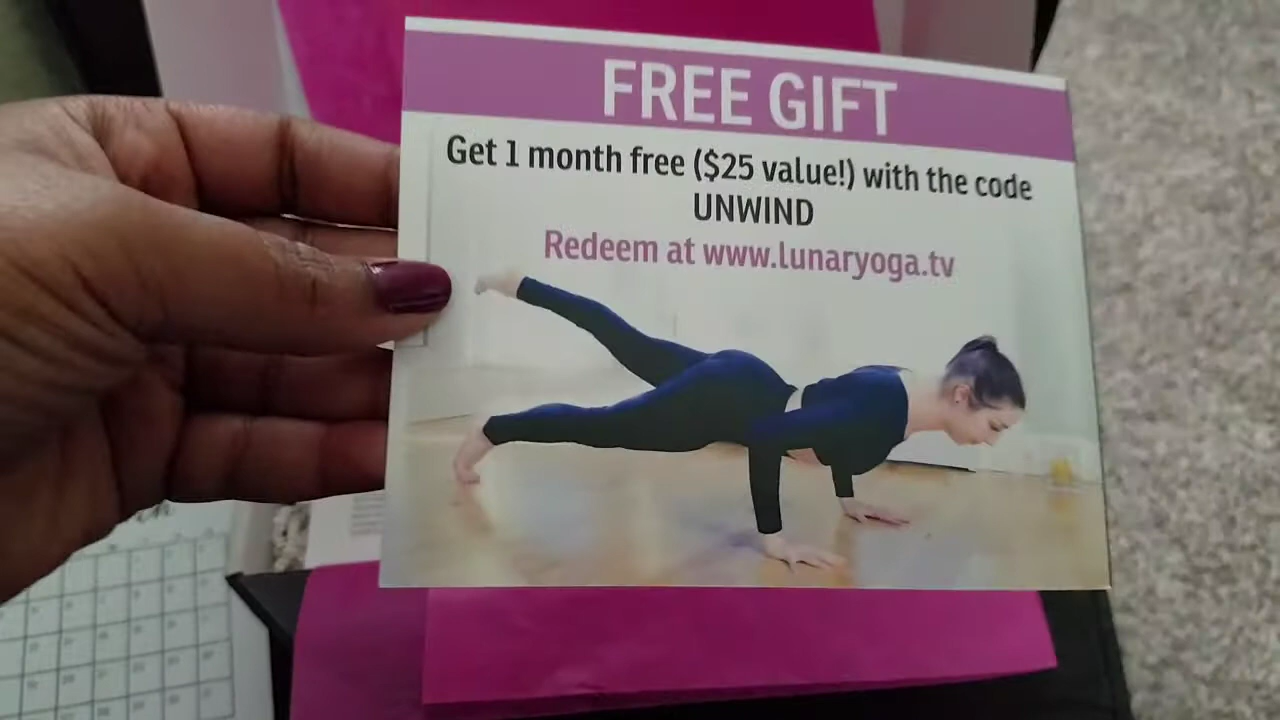 FREE GIFT
Get 1 month free ($25 value!) with the code
UNWIND
Redeem at www.lunaryoga.tv